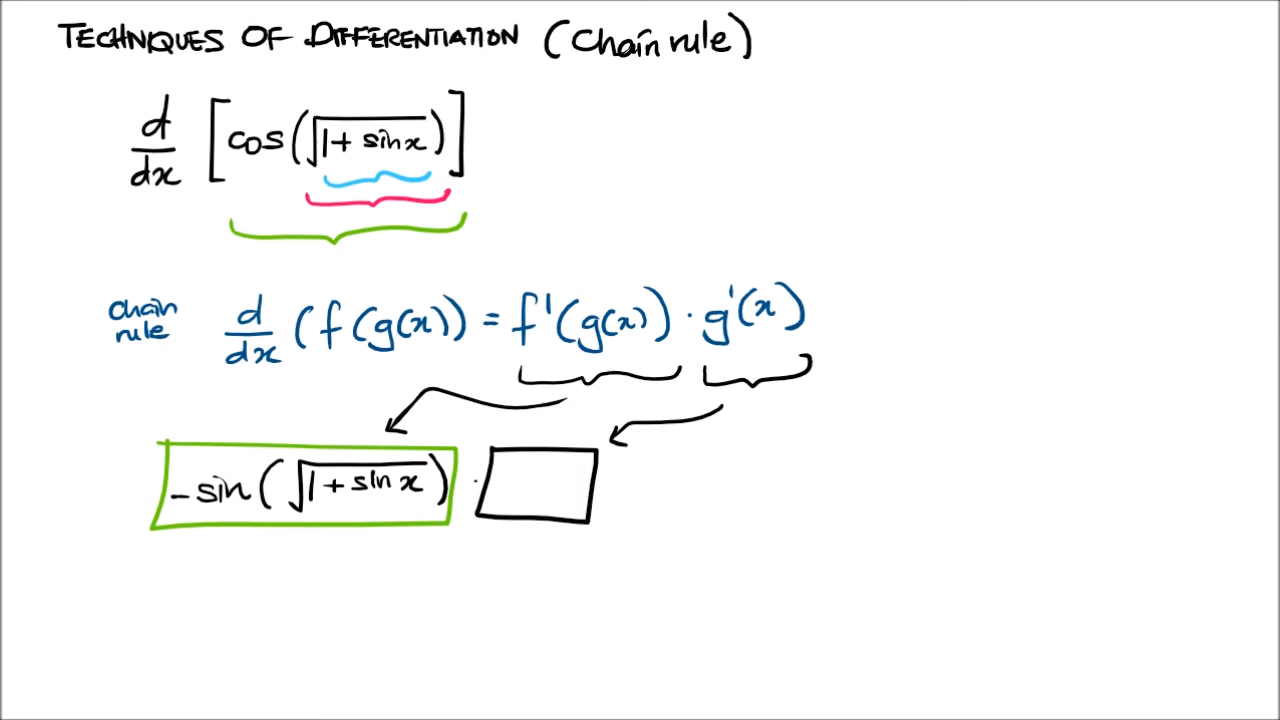 TECHNIQUES OF DIFFERENTIATION (Chain rule)
d/dx [cos(√(1 + sin x))]
chain rule d/dx (f(g(x)) = f'(g(x)) · g'(x)
-sin(√(1 + sin x)) ·